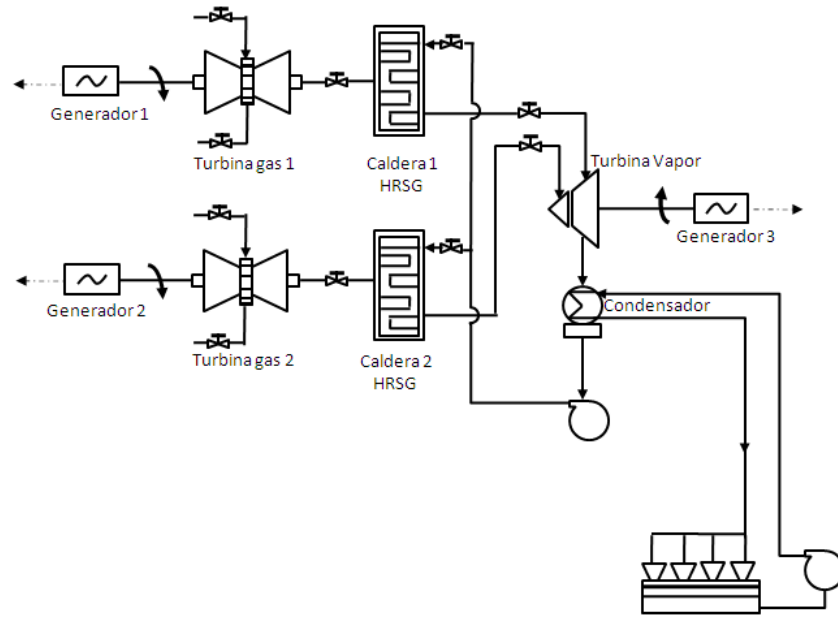 Generador 1
Turbina gas 1
Caldera 1
HRSG
Turbina Vapor
Generador 3
Generador 2
Turbina gas 2
Caldera 2
HRSG
Condensador